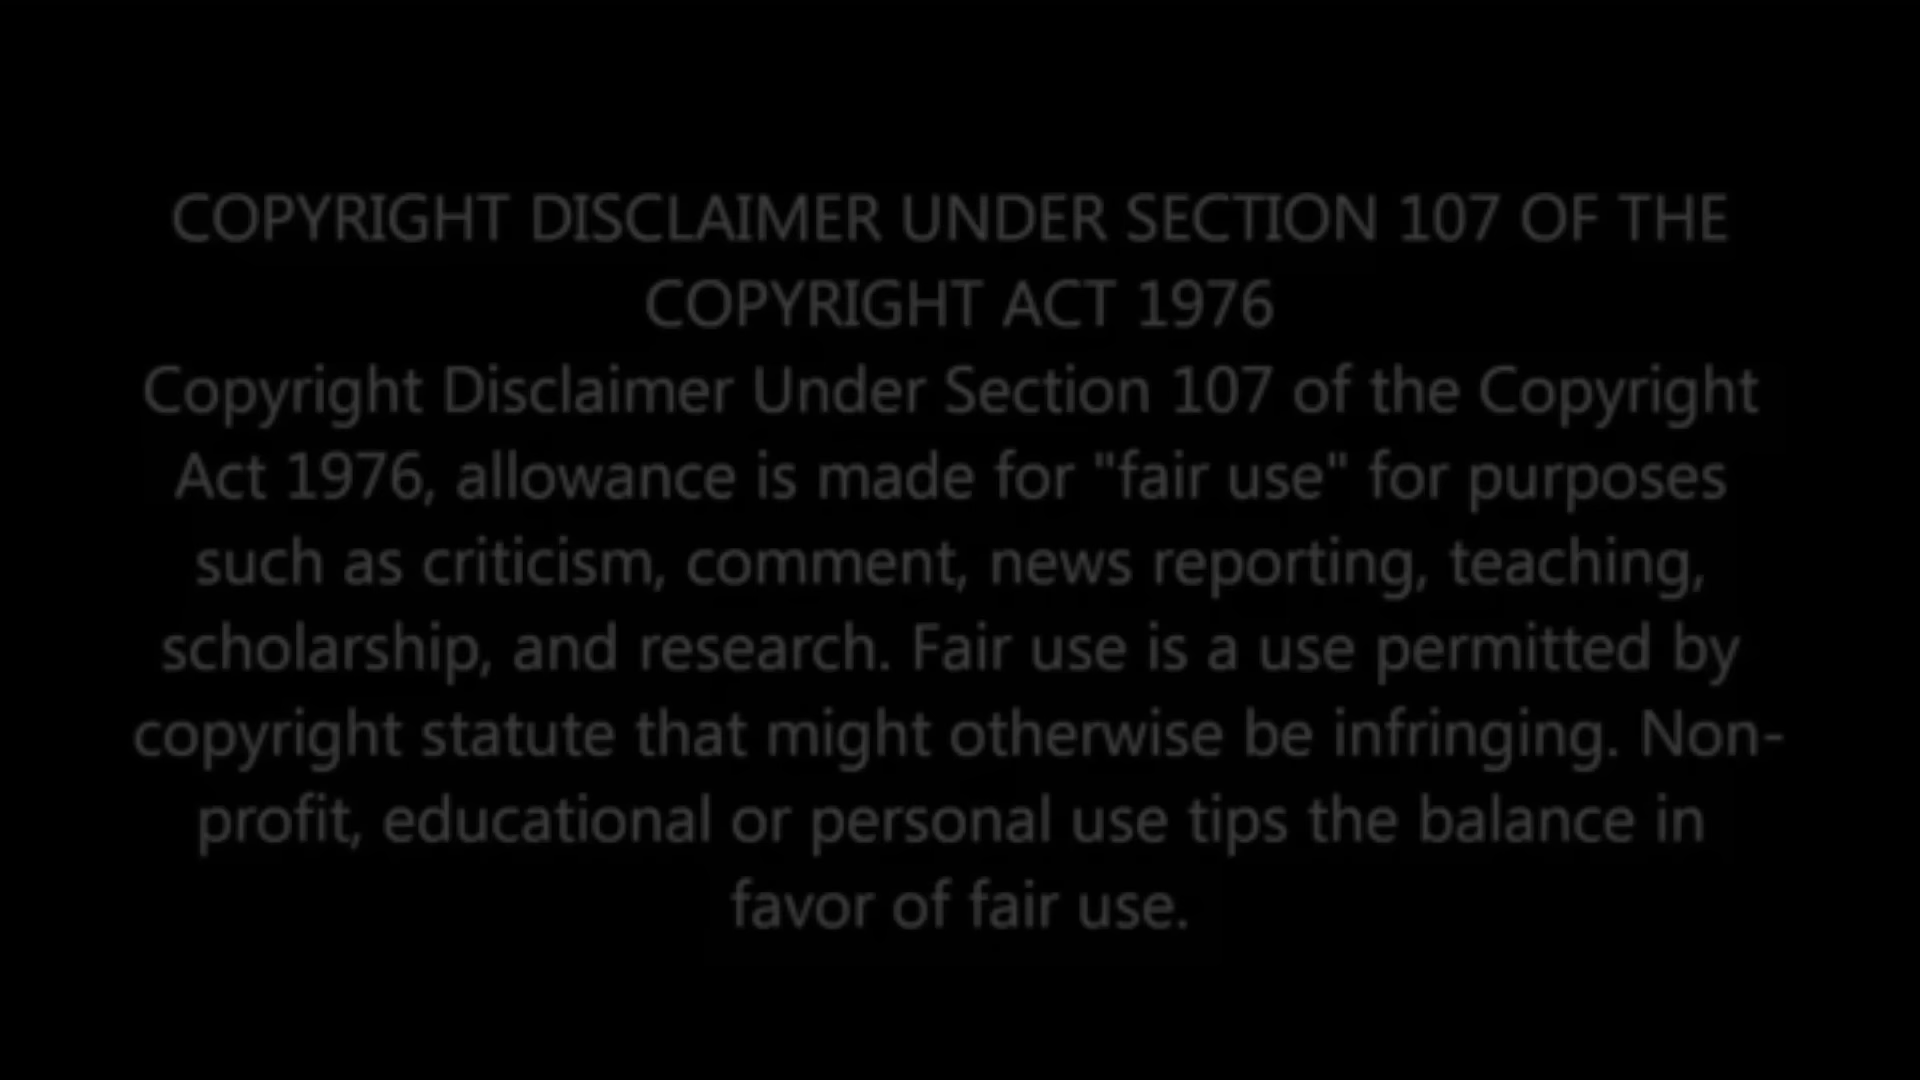 COPYRIGHT DISCLAIMER UNDER SECTION 107 OF THE
COPYRIGHT ACT 1976
Copyright Disclaimer Under Section 107 of the Copyright
Act 1976, allowance is made for "fair use" for purposes
such as criticism, comment, news reporting, teaching,
scholarship, and research. Fair use is a use permitted by
copyright statute that might otherwise be infringing. Non-
profit, educational or personal use tips the balance in
favor of fair use.